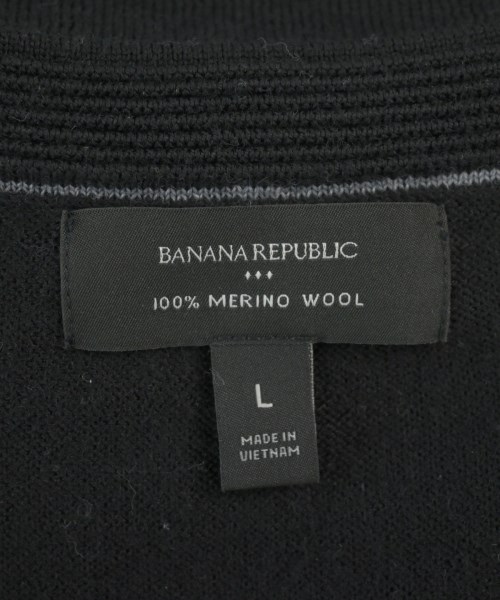 BANANA REPUBLIC
100% MERINO WOOL
L
MADE IN
VIETNAM